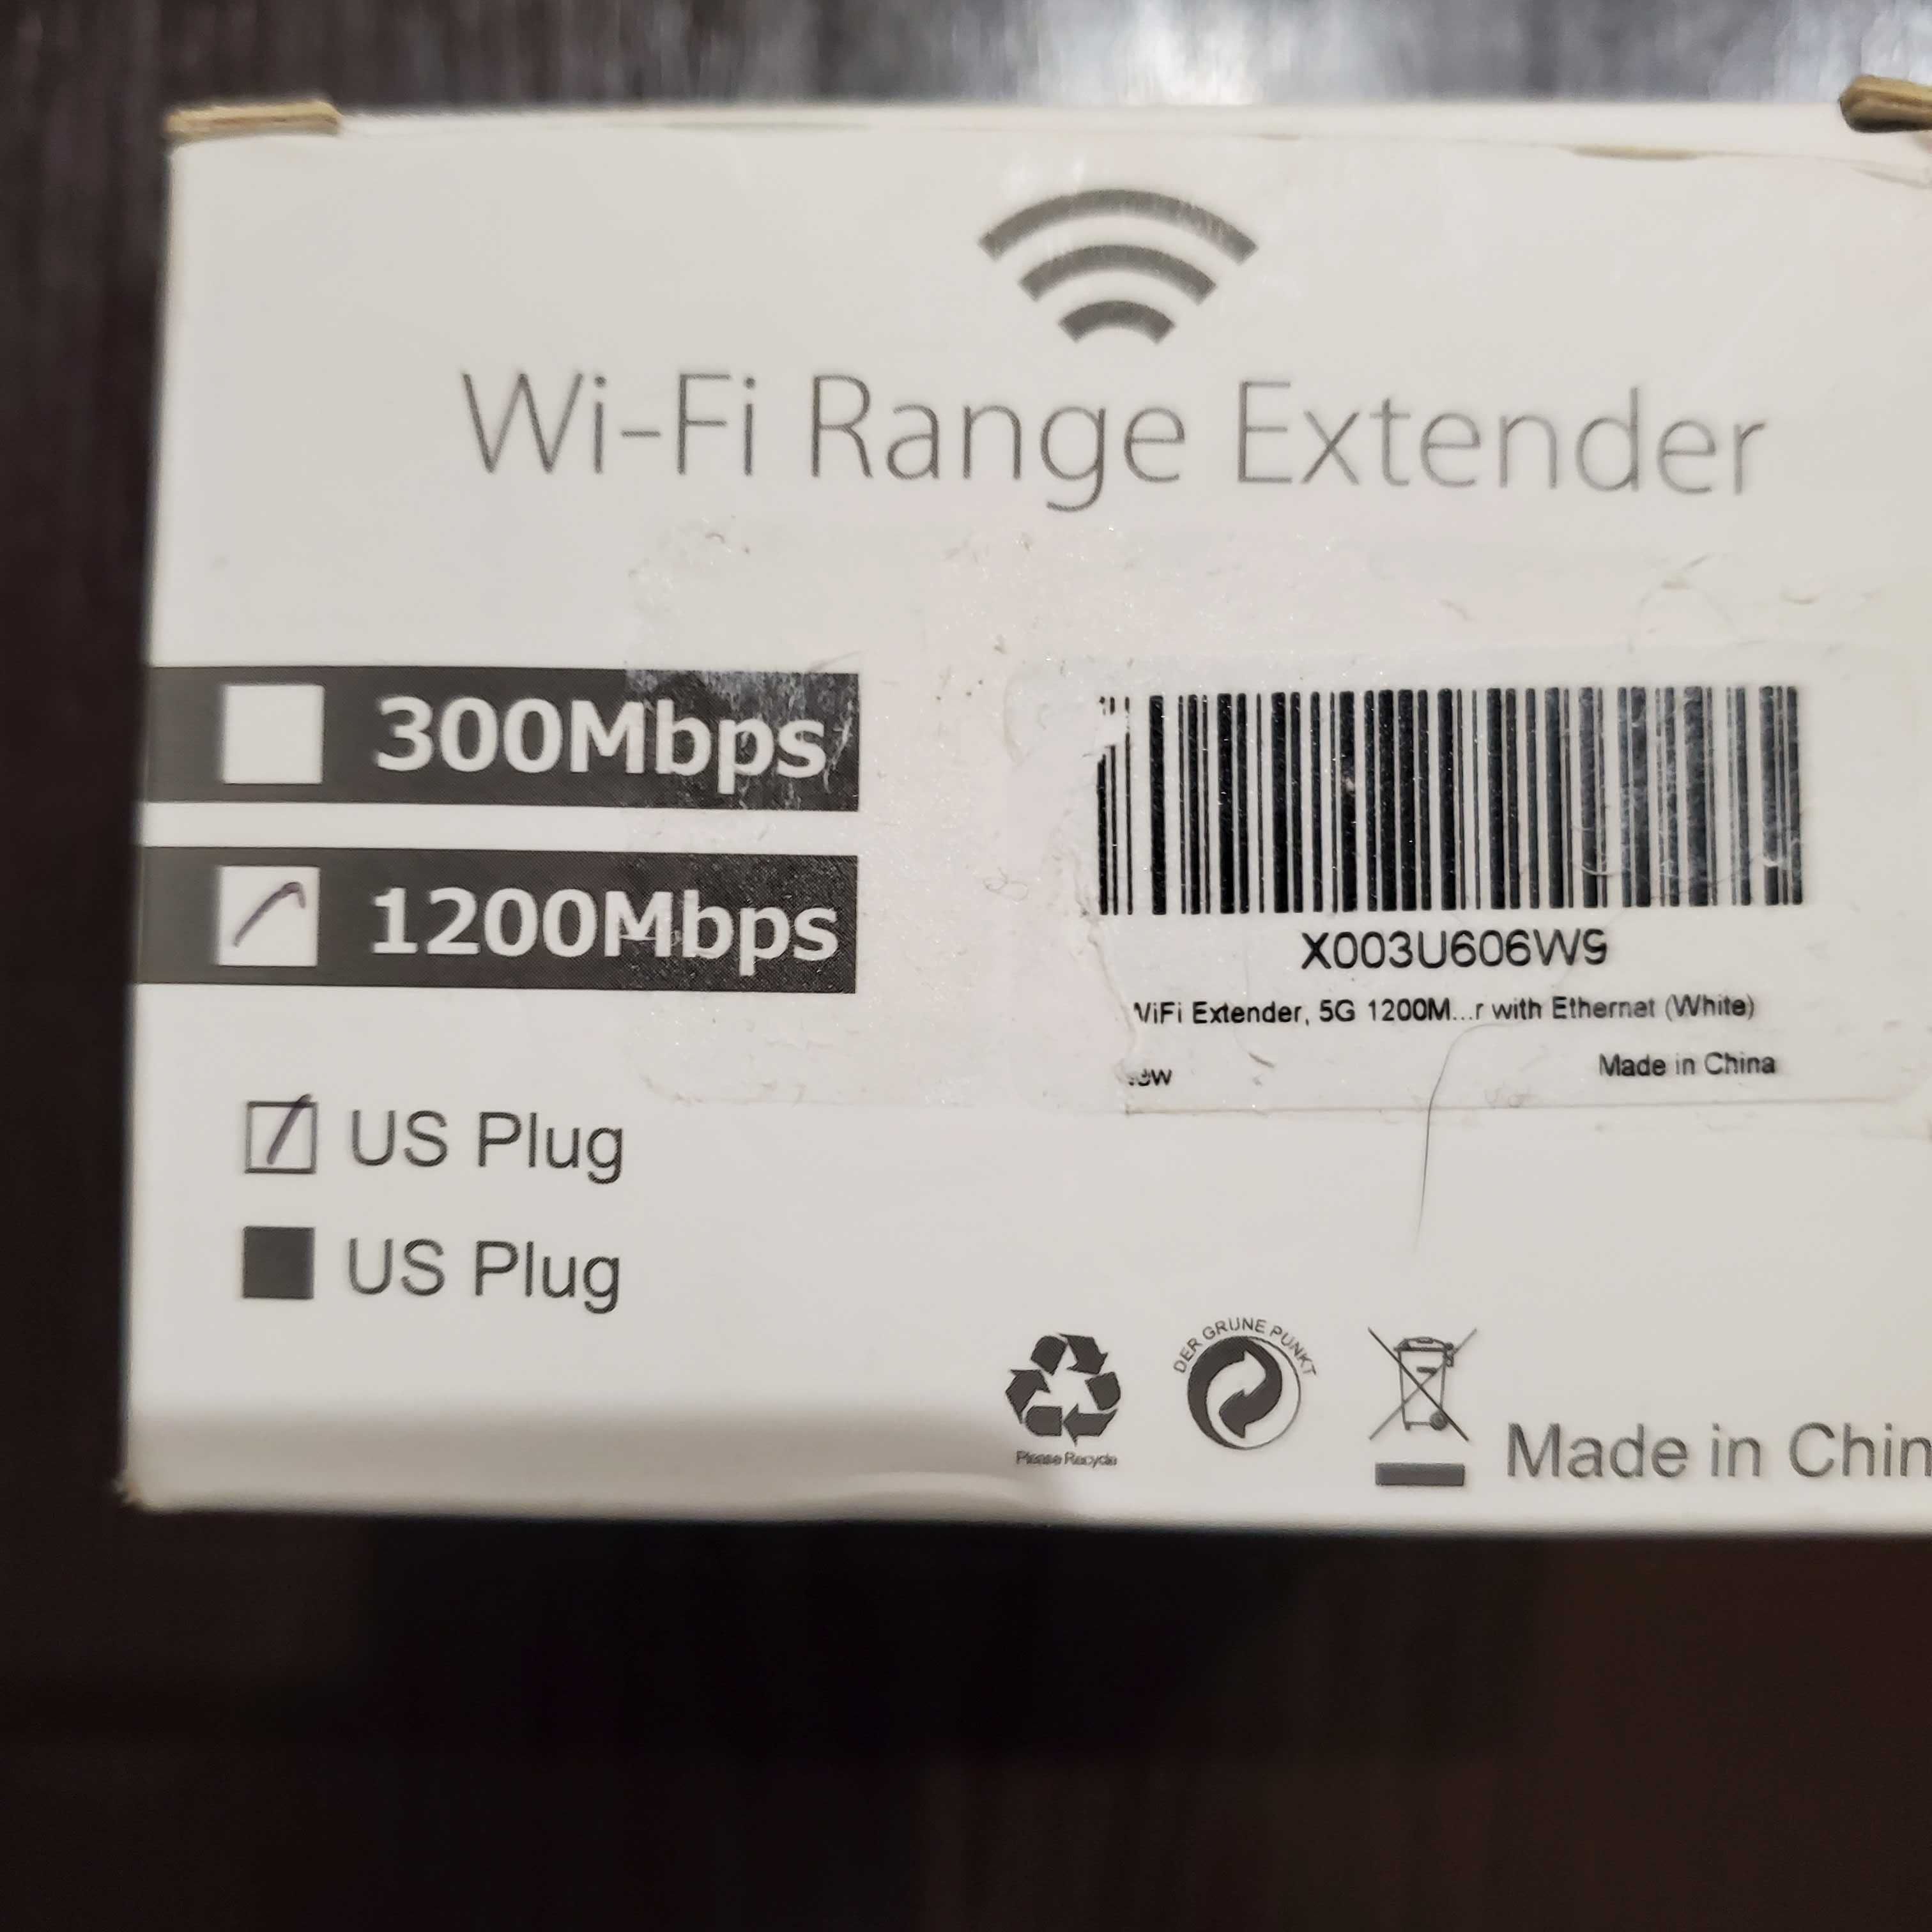 Wi-Fi Range Extender
300Mbps
1200Mbps
X003U606W9
WiFi Extender, 5G 1200M...r with Ethernet (White)
Made in China
US Plug
US Plug
DER GRÜNE PUNKT
Please Recycle
Made in Chin